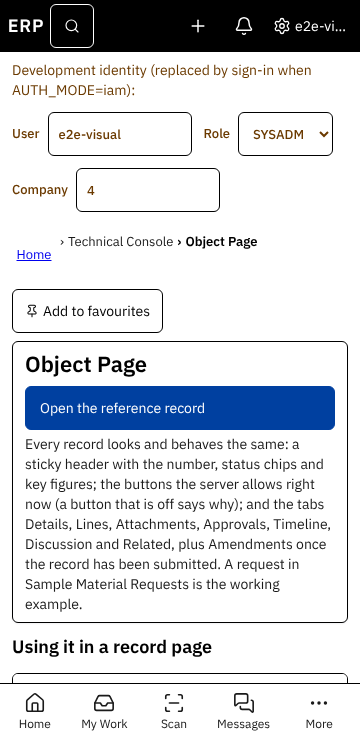 ERP
e2e-vi...
Development identity (replaced by sign-in when
AUTH_MODE=iam):
User e2e-visual Role SYSADM
Company 4
Home › Technical Console › Object Page
Add to favourites
Object Page
Open the reference record
Every record looks and behaves the same: a
sticky header with the number, status chips and
key figures; the buttons the server allows right
now (a button that is off says why); and the tabs
Details, Lines, Attachments, Approvals, Timeline,
Discussion and Related, plus Amendments once
the record has been submitted. A request in
Sample Material Requests is the working
example.
Using it in a record page
Home My Work Scan Messages More